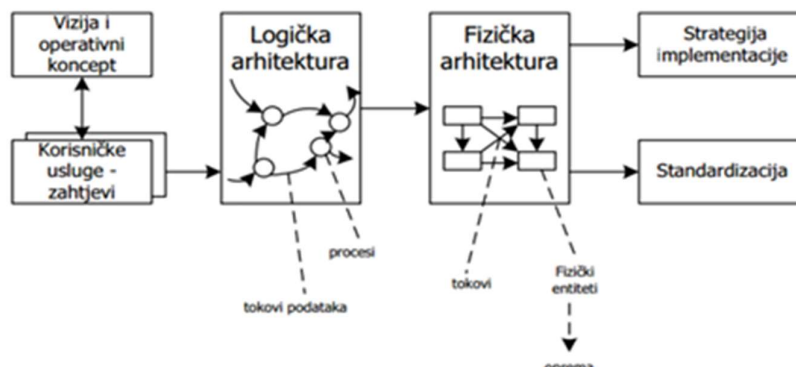 Vizija i
operativni
koncept
Korisničke
usluge -
zahtjevi
Logička
arhitektura
procesi
tokovi podataka
Fizička
arhitektura
tokovi
Fizički
entiteti
oprema
Strategija
implementacije
Standardizacija